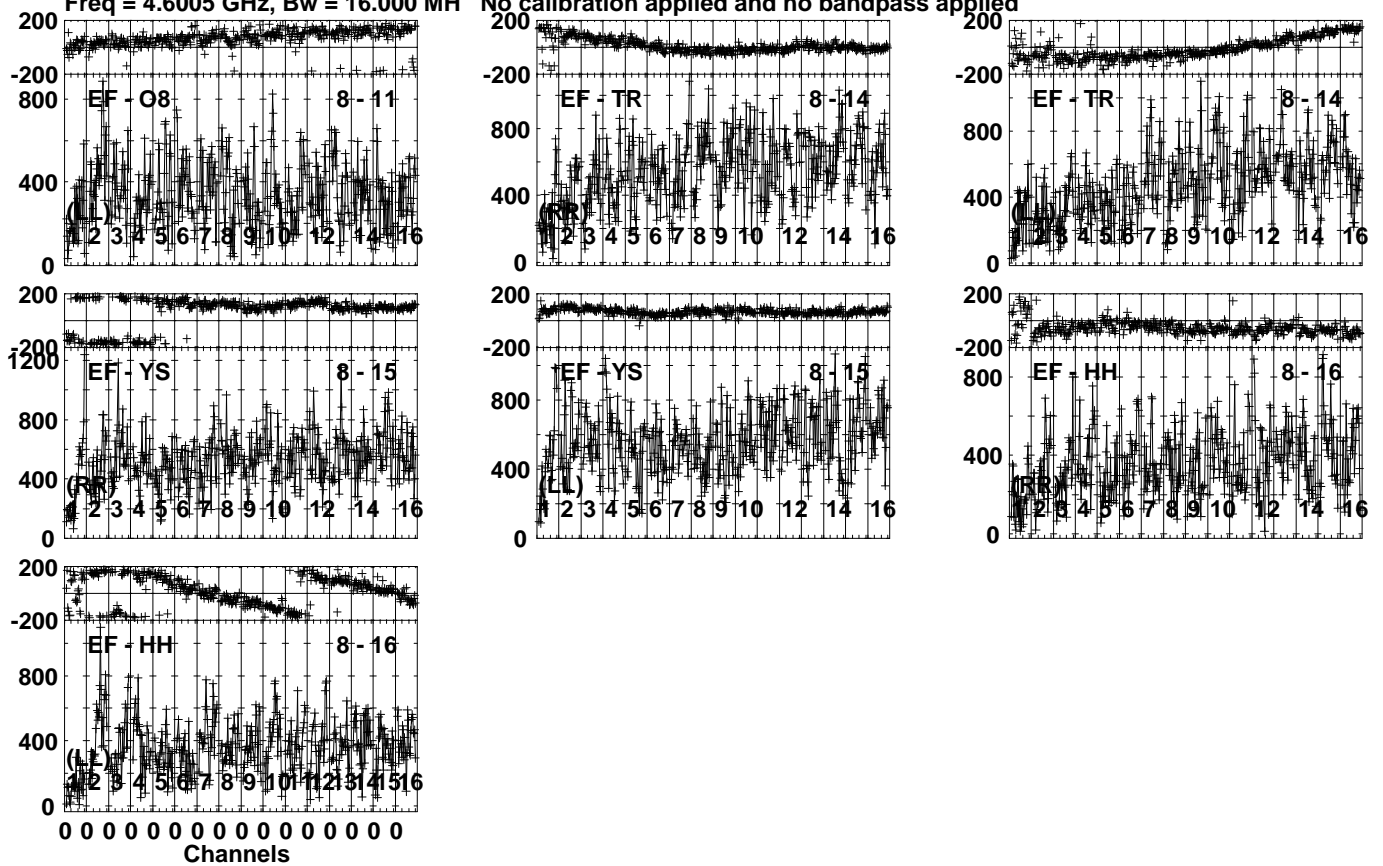 Freq = 4.6005 GHz, Bw = 16.000 MH No calibration applied and no bandpass applied
200
-200
EF - O8 8 - 11
800
400
0
(LL)
1 2 3 4 5 6 7 8 9 10 12 14 16
200
-200
EF - TR 8 - 14
800
400
0
(RR)
1 2 3 4 5 6 7 8 9 10 12 14 16
200
-200
EF - TR 8 - 14
800
400
0
(LL)
1 2 3 4 5 6 7 8 9 10 12 14 16
200
-200
1200
EF - YS 8 - 15
800
400
0
(RR)
1 2 3 4 5 6 7 8 9 10 12 14 16
200
-200
EF - YS 8 - 15
800
400
0
(LL)
1 2 3 4 5 6 7 8 9 10 12 14 16
200
-200
EF - HH 8 - 16
800
400
0
(RR)
1 2 3 4 5 6 7 8 9 10 12 14 16
200
-200
EF - HH 8 - 16
800
400
0
(LL)
1 2 3 4 5 6 7 8 9 10 11 12 13 14 15 16
0 0 0 0 0 0 0 0 0 0 0 0 0 0 0 0
Channels